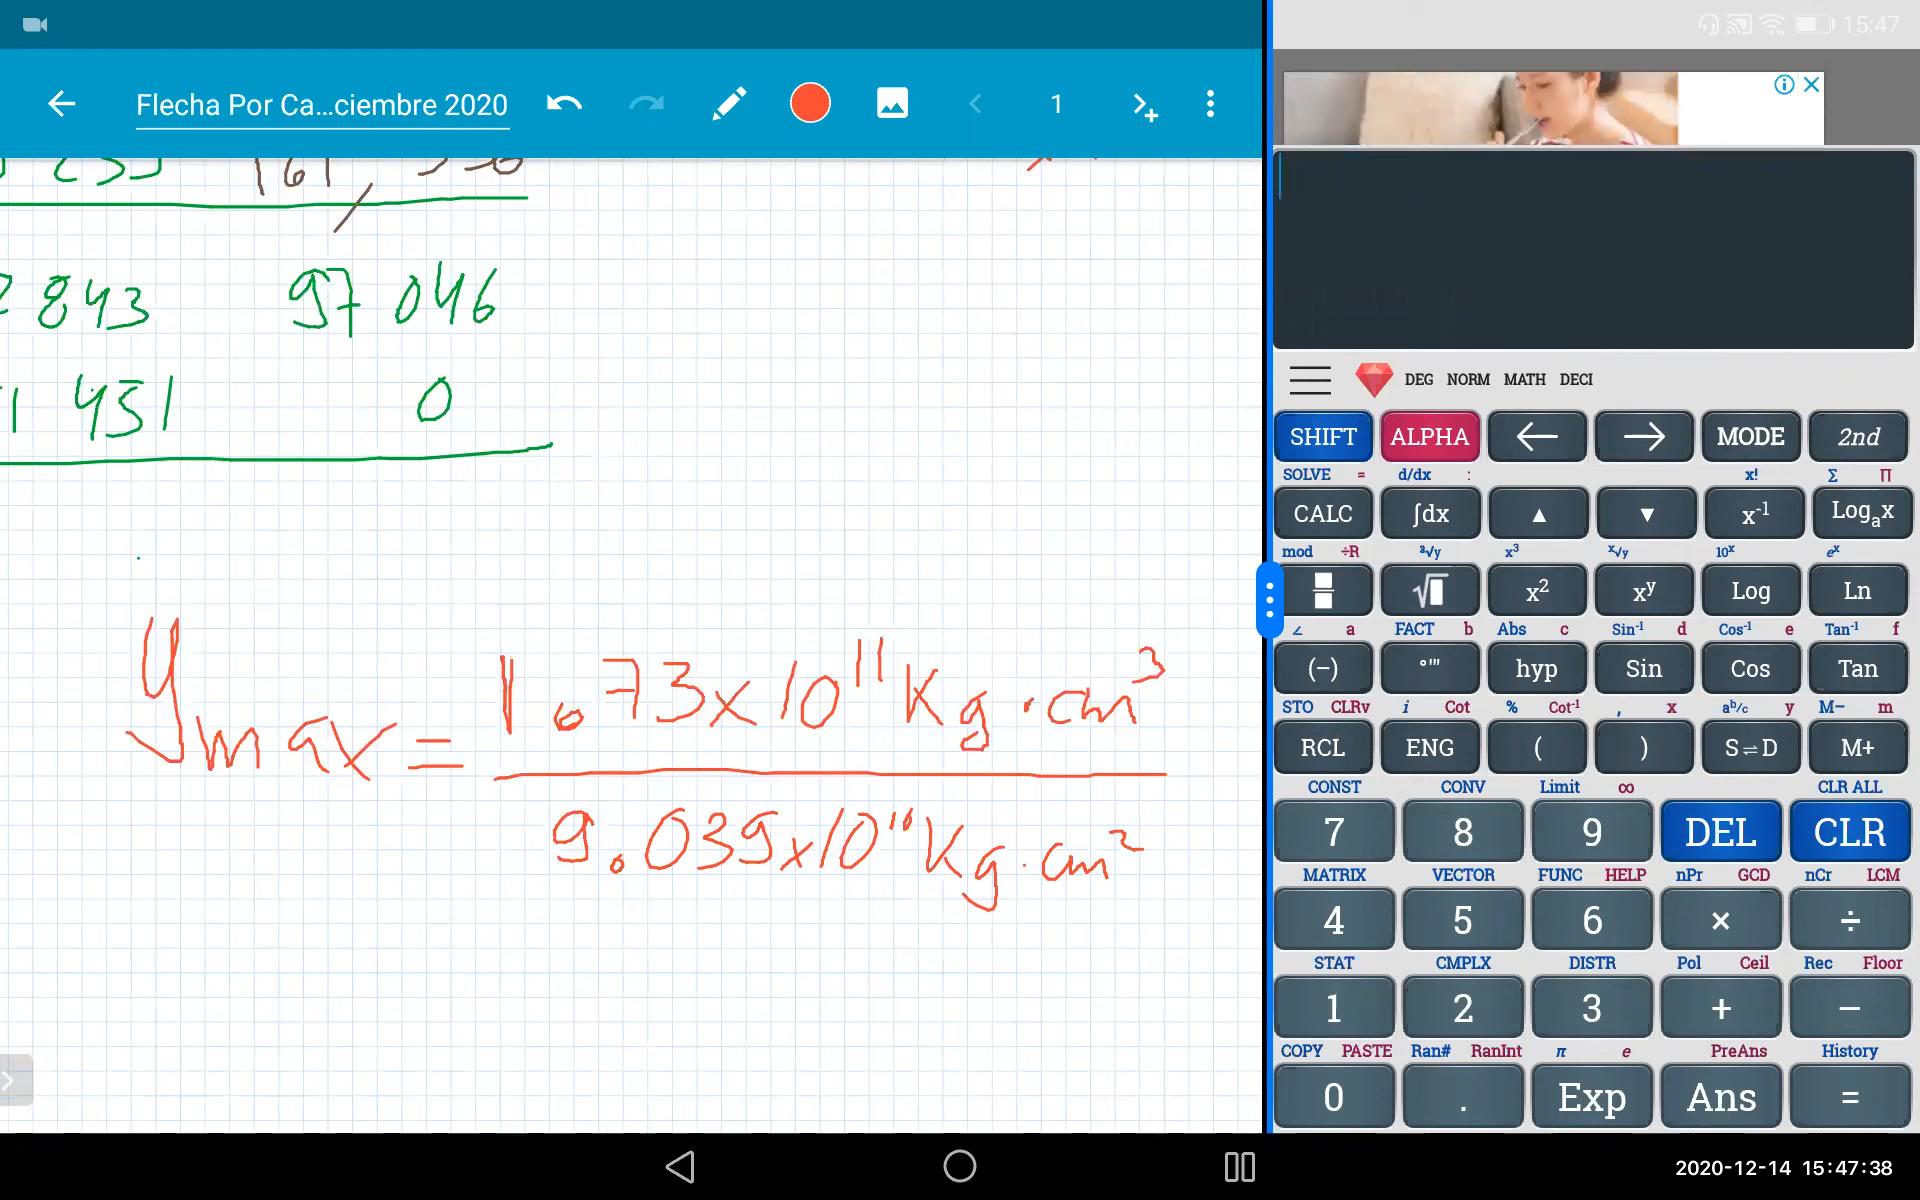 15:47
Flecha Por Ca...ciembre 2020
1
843 97 046
451 0
ymax = 1.73x10¹¹ Kg·cm³
9.039x10¹⁰ Kg·cm²
DEG NORM MATH DECI
SHIFT ALPHA ← → MODE 2nd
SOLVE = d/dx : x! Σ Π
CALC ∫dx ▲ ▼ x⁻¹ Logₐx
mod ÷R ³√y x³ ˣ√y 10ˣ eˣ
√ x² xʸ Log Ln
∠ a FACT b Abs c Sin⁻¹ d Cos⁻¹ e Tan⁻¹ f
(−) °'" hyp Sin Cos Tan
STO CLRv i Cot % Cot⁻¹ , x aᵇ/c y M− m
RCL ENG ( ) S⇌D M+
CONST CONV Limit ∞ CLR ALL
7 8 9 DEL CLR
MATRIX VECTOR FUNC HELP nPr GCD nCr LCM
4 5 6 × ÷
STAT CMPLX DISTR Pol Ceil Rec Floor
1 2 3 + −
COPY PASTE Ran# RanInt π e PreAns History
0 . Exp Ans =
2020-12-14 15:47:38